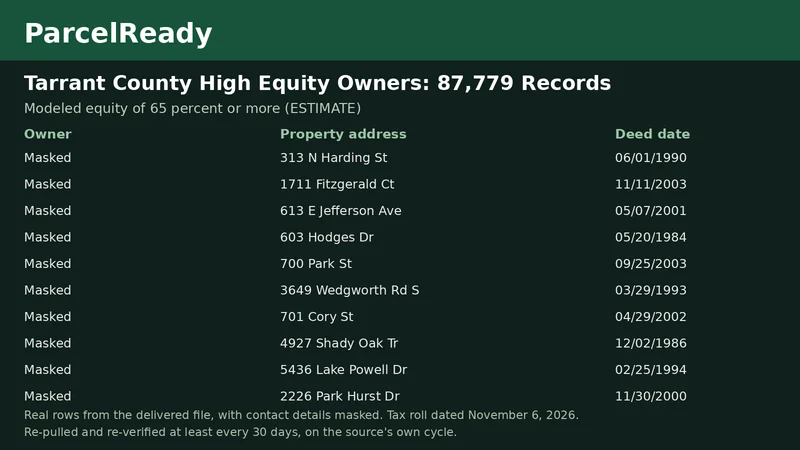 ParcelReady
Tarrant County High Equity Owners: 87,779 Records
Modeled equity of 65 percent or more (ESTIMATE)
Owner Property address Deed date
Masked 313 N Harding St 06/01/1990
Masked 1711 Fitzgerald Ct 11/11/2003
Masked 613 E Jefferson Ave 05/07/2001
Masked 603 Hodges Dr 05/20/1984
Masked 700 Park St 09/25/2003
Masked 3649 Wedgworth Rd S 03/29/1993
Masked 701 Cory St 04/29/2002
Masked 4927 Shady Oak Tr 12/02/1986
Masked 5436 Lake Powell Dr 02/25/1994
Masked 2226 Park Hurst Dr 11/30/2000
Real rows from the delivered file, with contact details masked. Tax roll dated November 6, 2026.
Re-pulled and re-verified at least every 30 days, on the source's own cycle.